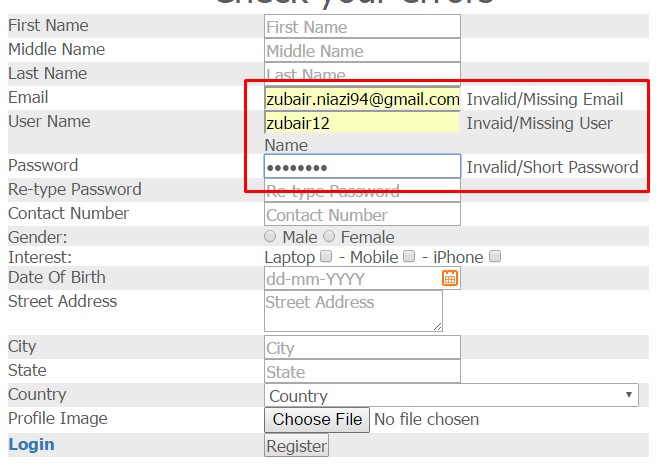 Check your errors
First Name First Name
Middle Name Middle Name
Last Name Last Name
Email zubair.niazi94@gmail.com Invalid/Missing Email
User Name zubair12 Invaid/Missing User
Name
Password •••••••• Invalid/Short Password
Re-type Password Re-type Password
Contact Number Contact Number
Gender: Male Female
Interest: Laptop - Mobile - iPhone
Date Of Birth dd-mm-YYYY
Street Address Street Address
City City
State State
Country Country
Profile Image Choose File No file chosen
Login Register